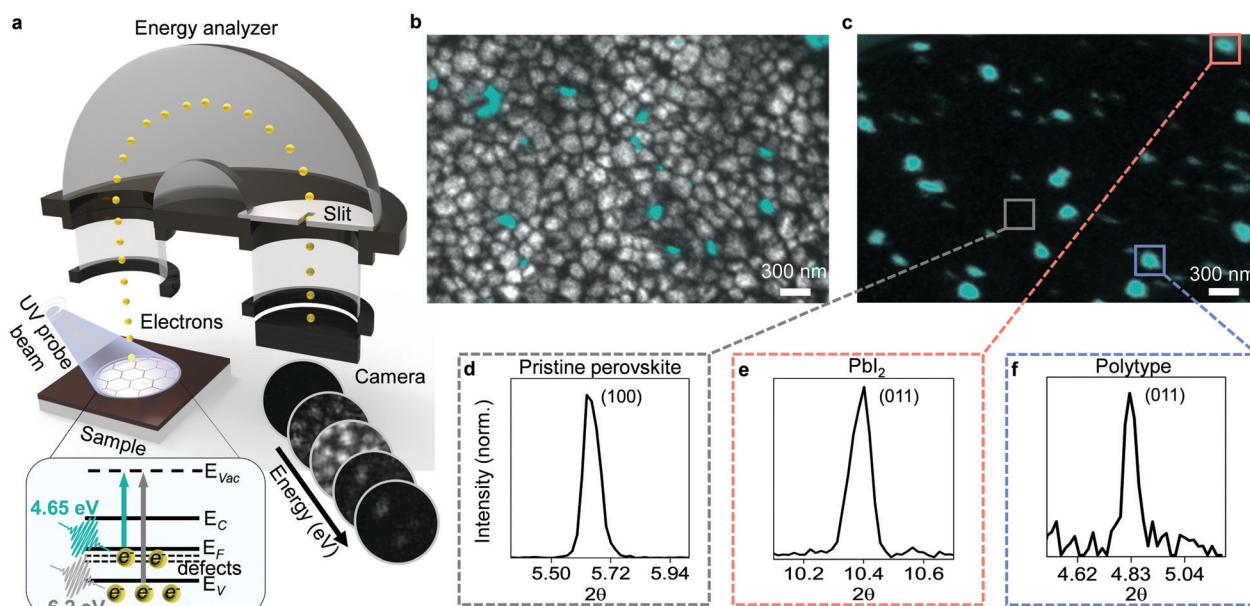 a
Energy analyzer
Slit
Electrons
UV probe
beam
Sample
Camera
Energy (eV)
E_Vac
4.65 eV
E_C
E_F
e⁻ e⁻
defects
E_V
e⁻ e⁻ e⁻ e⁻
b
300 nm
c
300 nm
d
Pristine perovskite
(100)
Intensity (norm.)
5.50 5.72 5.94
2θ
e
PbI₂
(011)
10.2 10.4 10.6
2θ
f
Polytype
(011)
4.62 4.83 5.04
2θ